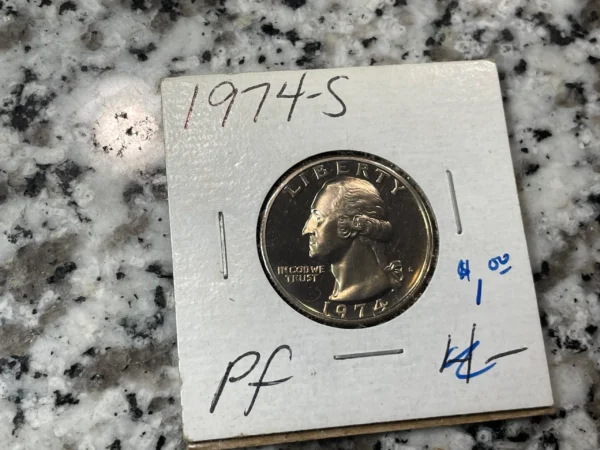 1974-S
LIBERTY
IN GOD WE
TRUST
S
1974
$1.00
Pf